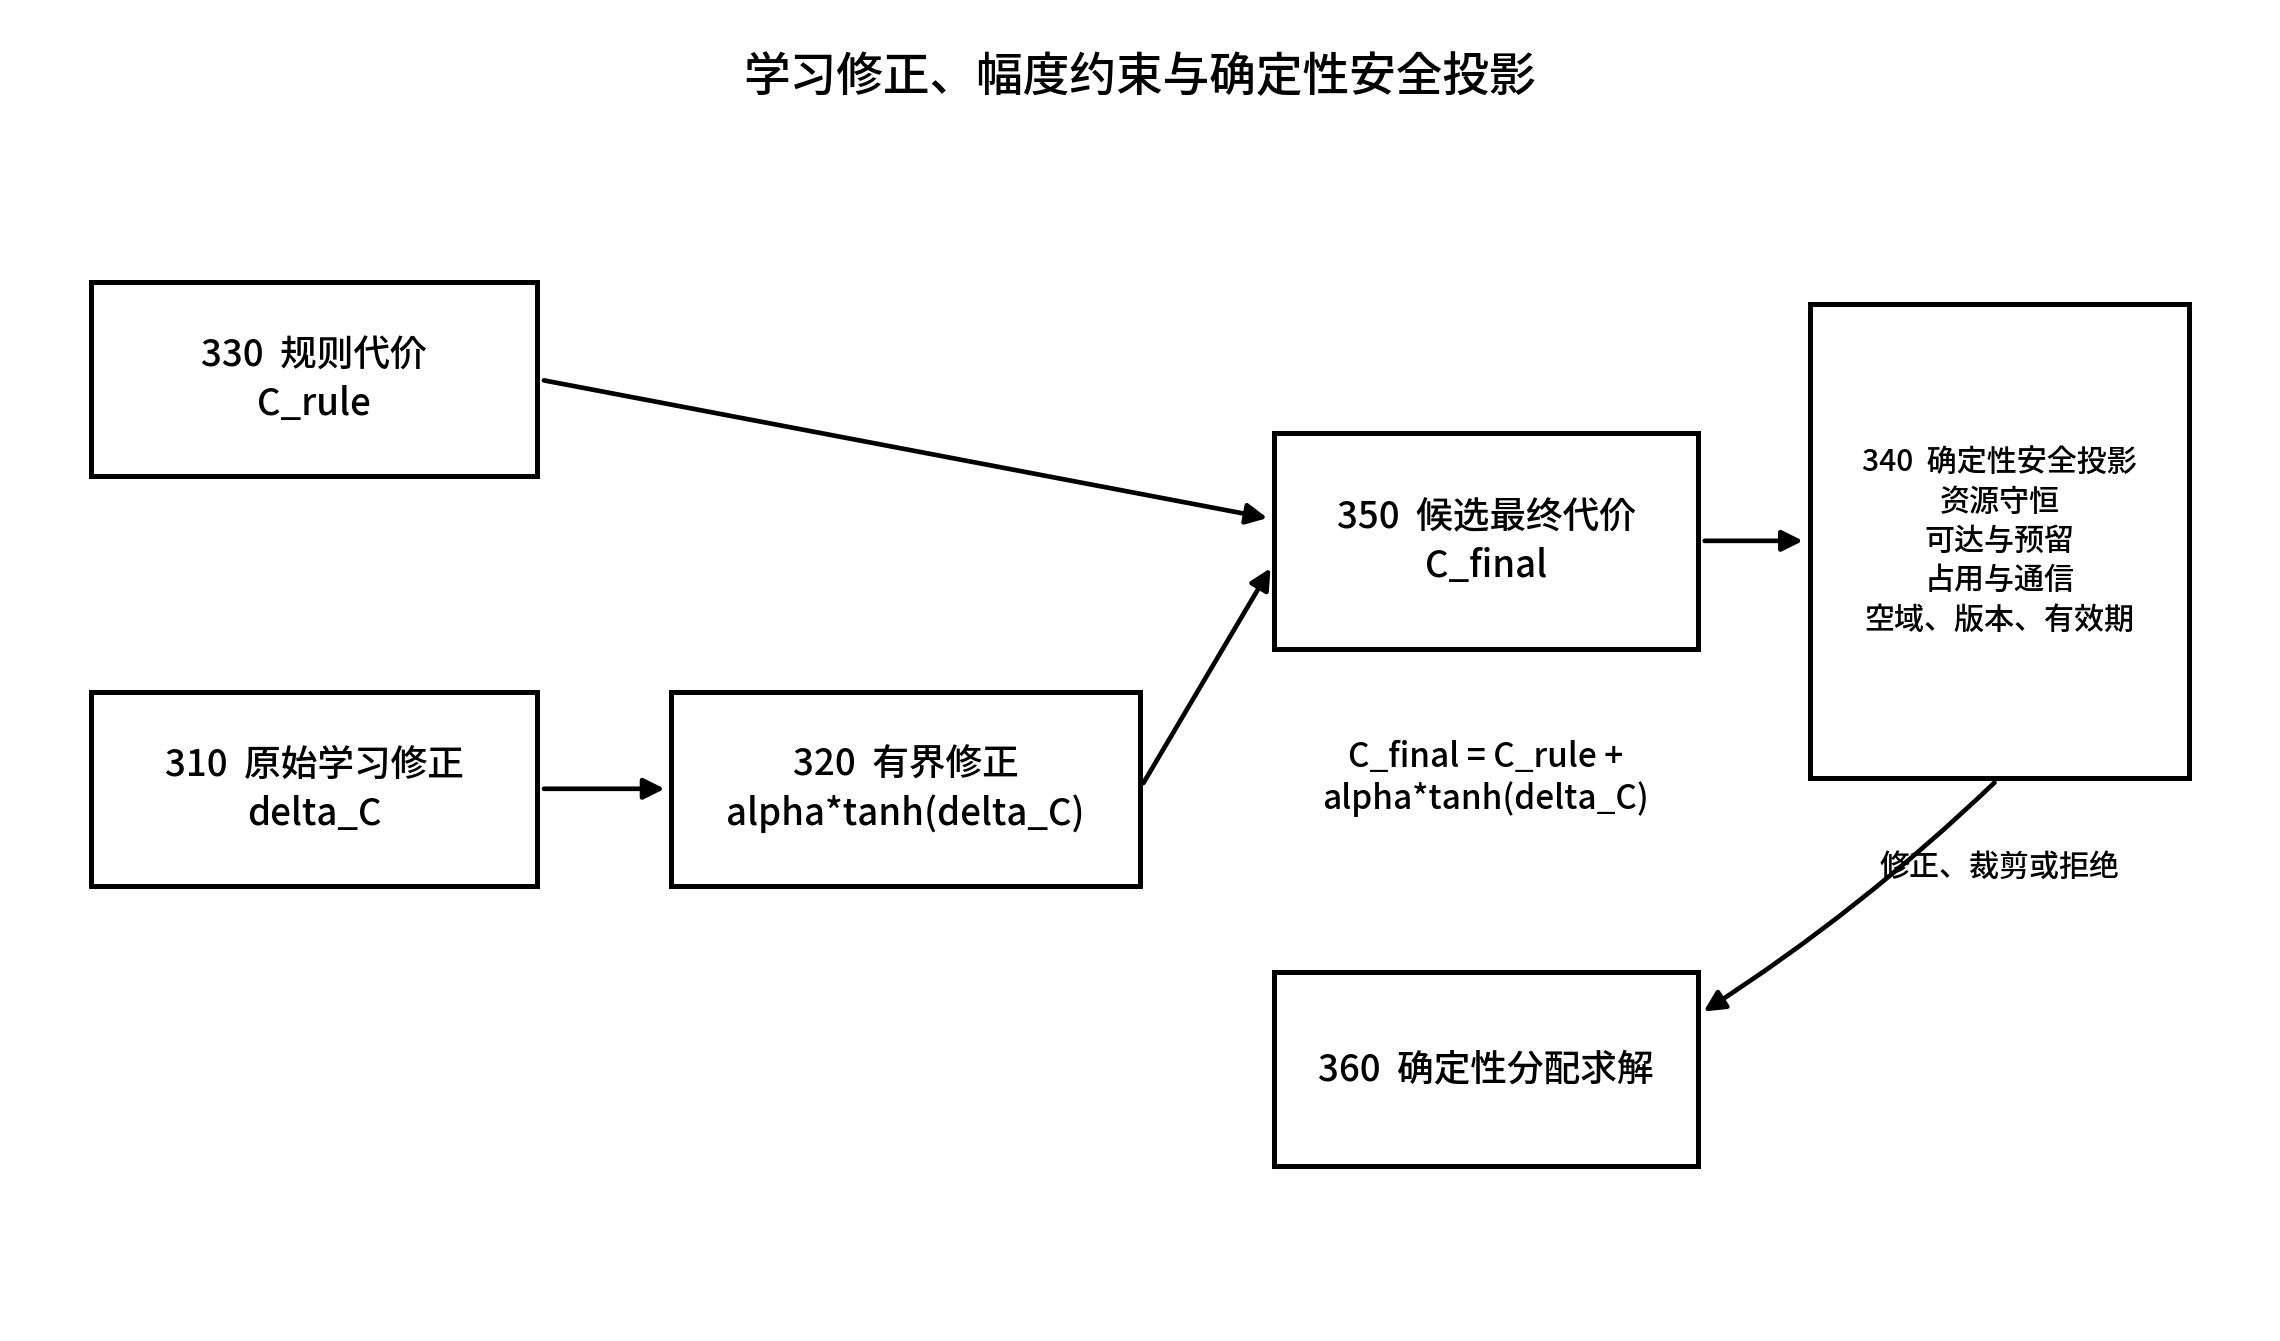 学习修正、幅度约束与确定性安全投影
330 规则代价
C_rule
310 原始学习修正
delta_C
320 有界修正
alpha*tanh(delta_C)
350 候选最终代价
C_final
C_final = C_rule +
alpha*tanh(delta_C)
340 确定性安全投影
资源守恒
可达与预留
占用与通信
空域、版本、有效期
修正、裁剪或拒绝
360 确定性分配求解